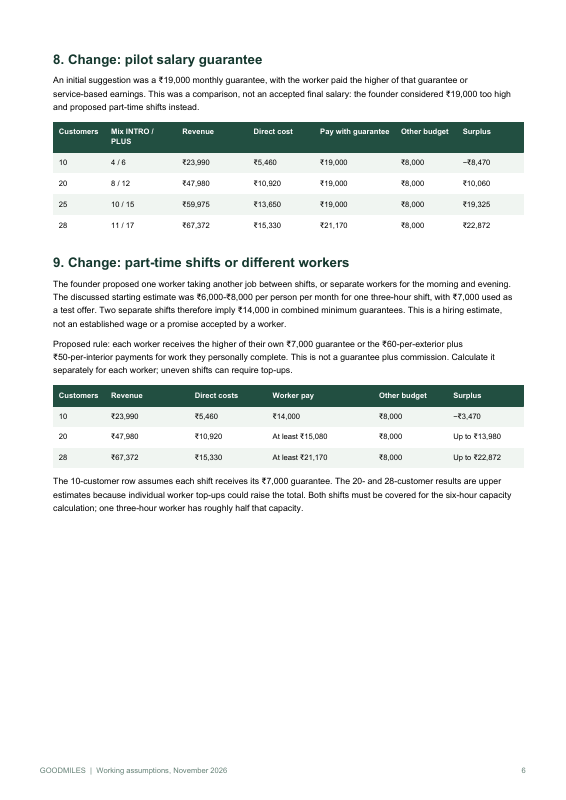 8. Change: pilot salary guarantee
An initial suggestion was a ₹19,000 monthly guarantee, with the worker paid the higher of that guarantee or
service-based earnings. This was a comparison, not an accepted final salary: the founder considered ₹19,000 too high
and proposed part-time shifts instead.
Customers Mix INTRO / PLUS Revenue Direct cost Pay with guarantee Other budget Surplus
10 4 / 6 ₹23,990 ₹5,460 ₹19,000 ₹8,000 −₹8,470
20 8 / 12 ₹47,980 ₹10,920 ₹19,000 ₹8,000 ₹10,060
25 10 / 15 ₹59,975 ₹13,650 ₹19,000 ₹8,000 ₹19,325
28 11 / 17 ₹67,372 ₹15,330 ₹21,170 ₹8,000 ₹22,872
9. Change: part-time shifts or different workers
The founder proposed one worker taking another job between shifts, or separate workers for the morning and evening.
The discussed starting estimate was ₹6,000-₹8,000 per person per month for one three-hour shift, with ₹7,000 used as
a test offer. Two separate shifts therefore imply ₹14,000 in combined minimum guarantees. This is a hiring estimate,
not an established wage or a promise accepted by a worker.
Proposed rule: each worker receives the higher of their own ₹7,000 guarantee or the ₹60-per-exterior plus
₹50-per-interior payments for work they personally complete. This is not a guarantee plus commission. Calculate it
separately for each worker; uneven shifts can require top-ups.
Customers Revenue Direct costs Worker pay Other budget Surplus
10 ₹23,990 ₹5,460 ₹14,000 ₹8,000 −₹3,470
20 ₹47,980 ₹10,920 At least ₹15,080 ₹8,000 Up to ₹13,980
28 ₹67,372 ₹15,330 At least ₹21,170 ₹8,000 Up to ₹22,872
The 10-customer row assumes each shift receives its ₹7,000 guarantee. The 20- and 28-customer results are upper
estimates because individual worker top-ups could raise the total. Both shifts must be covered for the six-hour capacity
calculation; one three-hour worker has roughly half that capacity.
GOODMILES | Working assumptions, November 2026 6